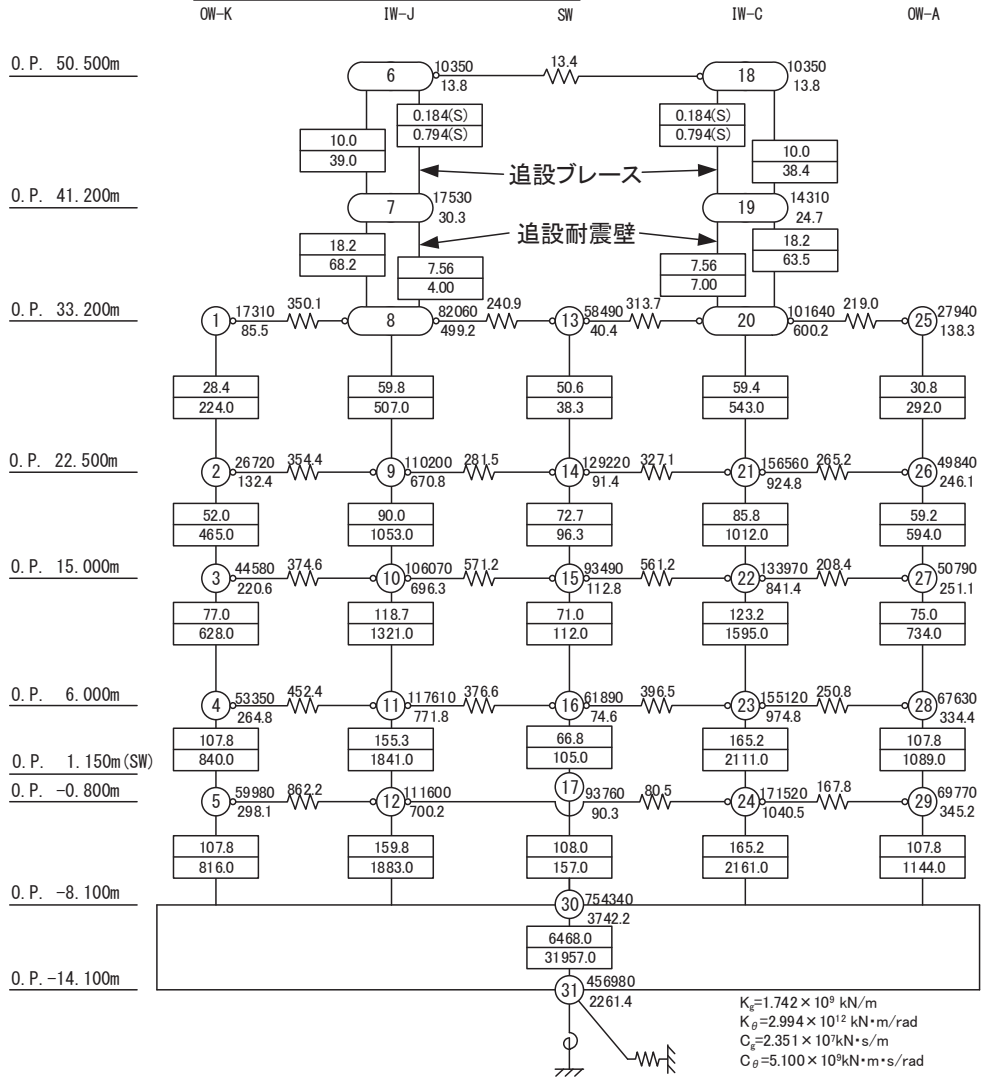 OW-K IW-J SW IW-C OW-A
O.P. 50.500m 6 10350 13.4 18 10350
13.8 13.8
0.184(S) 0.184(S)
0.794(S) 0.794(S)
10.0 10.0
39.0 38.4
追設ブレース
O.P. 41.200m 7 17530 19 14310
30.3 24.7
追設耐震壁
18.2 18.2
68.2 63.5
7.56 7.56
4.00 7.00
O.P. 33.200m 1 17310 350.1 8 82060 240.9 13 58490 313.7 20 101640 219.0 25 27940
85.5 499.2 40.4 600.2 138.3
28.4 59.8 50.6 59.4 30.8
224.0 507.0 38.3 543.0 292.0
O.P. 22.500m 2 26720 354.4 9 110200 281.5 14 129220 327.1 21 156560 265.2 26 49840
132.4 670.8 91.4 924.8 246.1
52.0 90.0 72.7 85.8 59.2
465.0 1053.0 96.3 1012.0 594.0
O.P. 15.000m 3 44580 374.6 10 106070 571.2 15 93490 561.2 22 133970 208.4 27 50790
220.6 696.3 112.8 841.4 251.1
77.0 118.7 71.0 123.2 75.0
628.0 1321.0 112.0 1595.0 734.0
O.P. 6.000m 4 53350 452.4 11 117610 376.6 16 61890 396.5 23 155120 250.8 28 67630
264.8 771.8 74.6 974.8 334.4
107.8 155.3 66.8 165.2 107.8
840.0 1841.0 105.0 2111.0 1089.0
O.P. 1.150m(SW) 17
O.P. -0.800m 5 59980 862.2 12 111600 93760 80.5 24 171520 167.8 29 69770
298.1 700.2 90.3 1040.5 345.2
107.8 159.8 108.0 165.2 107.8
816.0 1883.0 157.0 2161.0 1144.0
O.P. -8.100m 30 754340
3742.2
6468.0
31957.0
O.P.-14.100m 31 456980
2261.4
Kg=1.742×10⁹ kN/m
Kθ=2.994×10¹² kN・m/rad
Cg=2.351×10⁷kN・s/m
Cθ=5.100×10⁹kN・m・s/rad